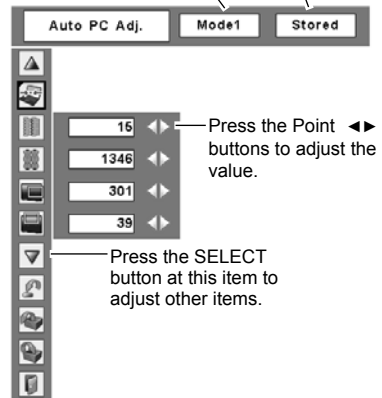 Auto PC Adj. Mode1 Stored
15
Press the Point ◄►
buttons to adjust the
value.
1346
301
39
Press the SELECT
button at this item to
adjust other items.